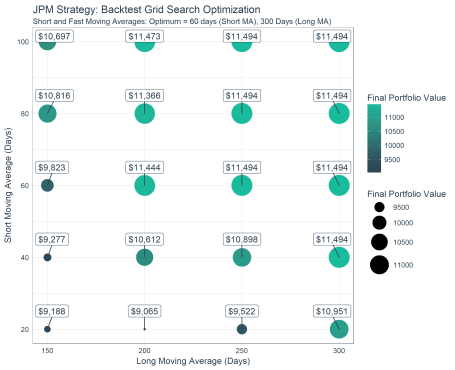 JPM Strategy: Backtest Grid Search Optimization
Short and Fast Moving Averages: Optimum = 60 days (Short MA), 300 Days (Long MA)
Short Moving Average (Days)
100
80
60
40
20
$10,697 $11,473 $11,494 $11,494
$10,816 $11,366 $11,494 $11,494
$9,823 $11,444 $11,494 $11,494
$9,277 $10,612 $10,898 $11,494
$9,188 $9,065 $9,522 $10,951
150 200 250 300
Long Moving Average (Days)
Final Portfolio Value
11000
10500
10000
9500
Final Portfolio Value
9500
10000
10500
11000